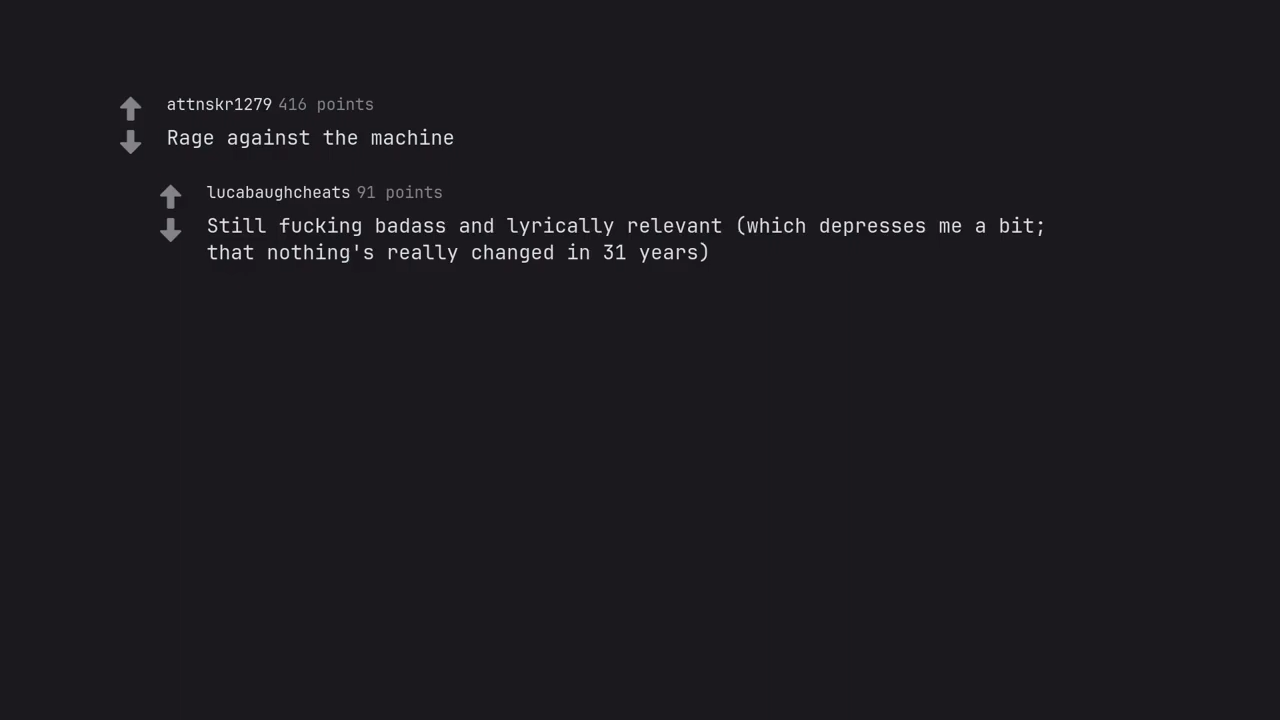 attnskr1279 416 points
Rage against the machine
lucabaughcheats 91 points
Still fucking badass and lyrically relevant (which depresses me a bit;
that nothing's really changed in 31 years)